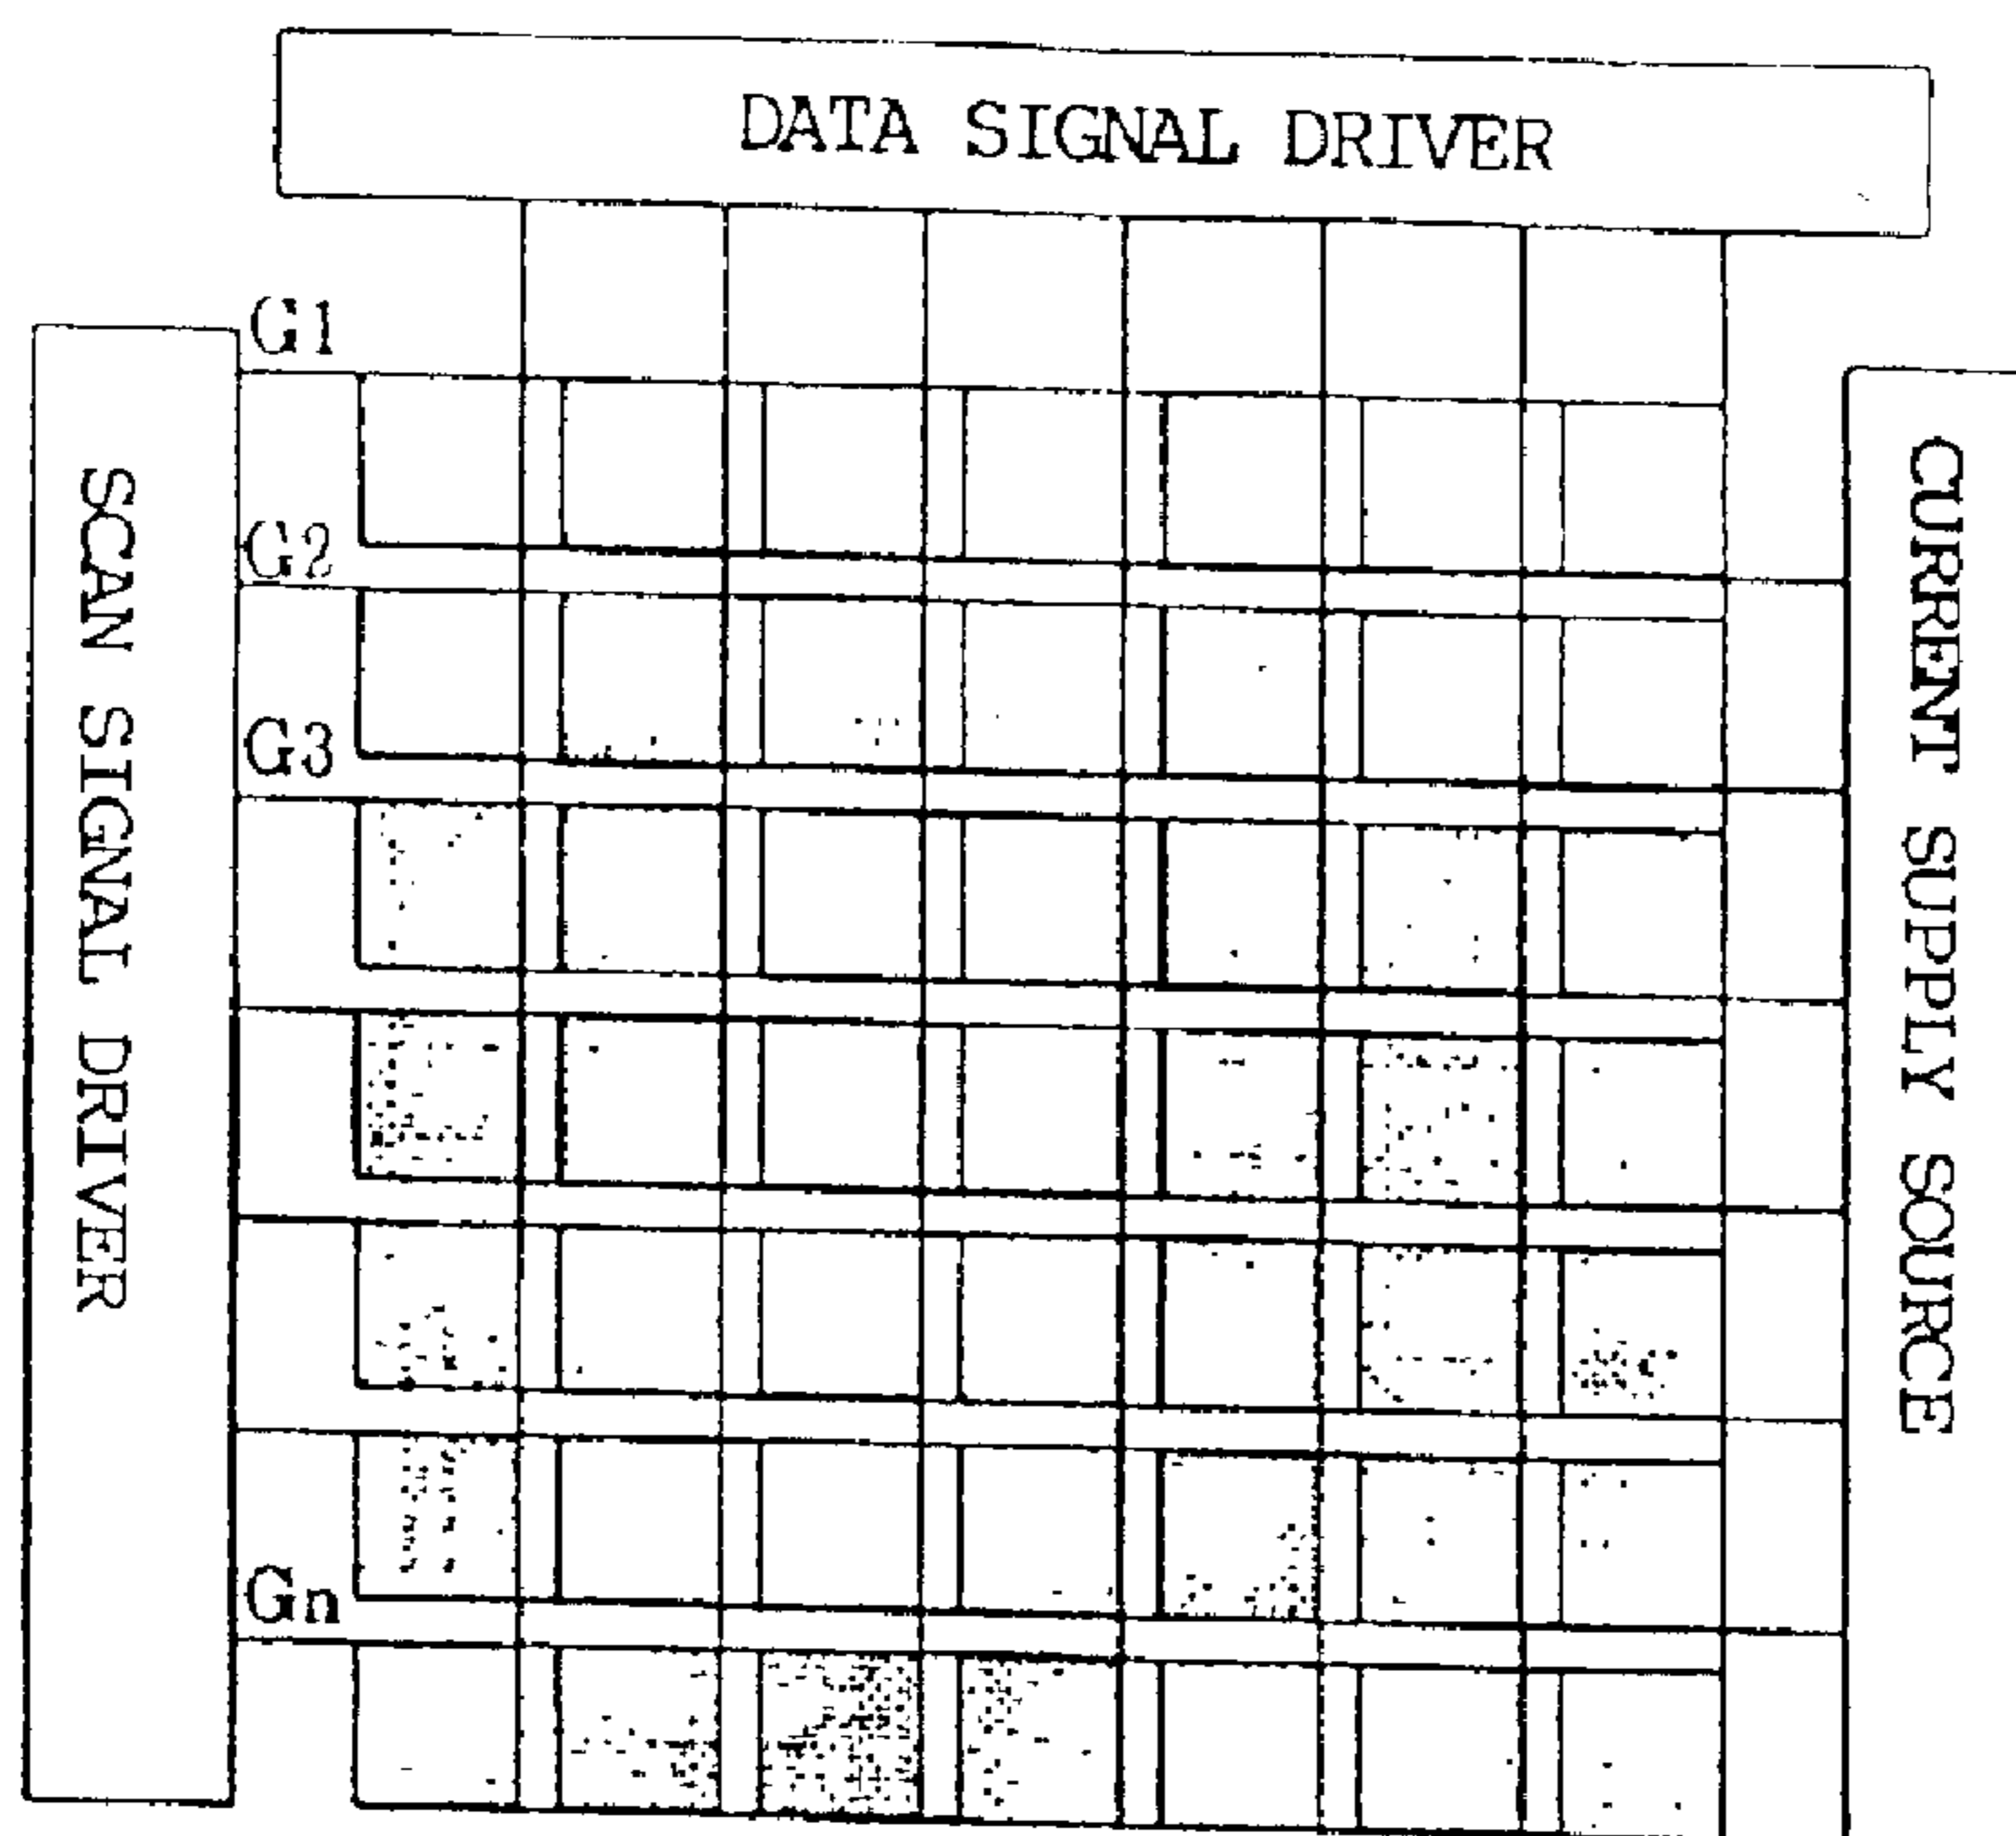 DATA SIGNAL DRIVER
G1
G2
G3
Gn
SCAN SIGNAL DRIVER
CURRENT SUPPLY SOURCE